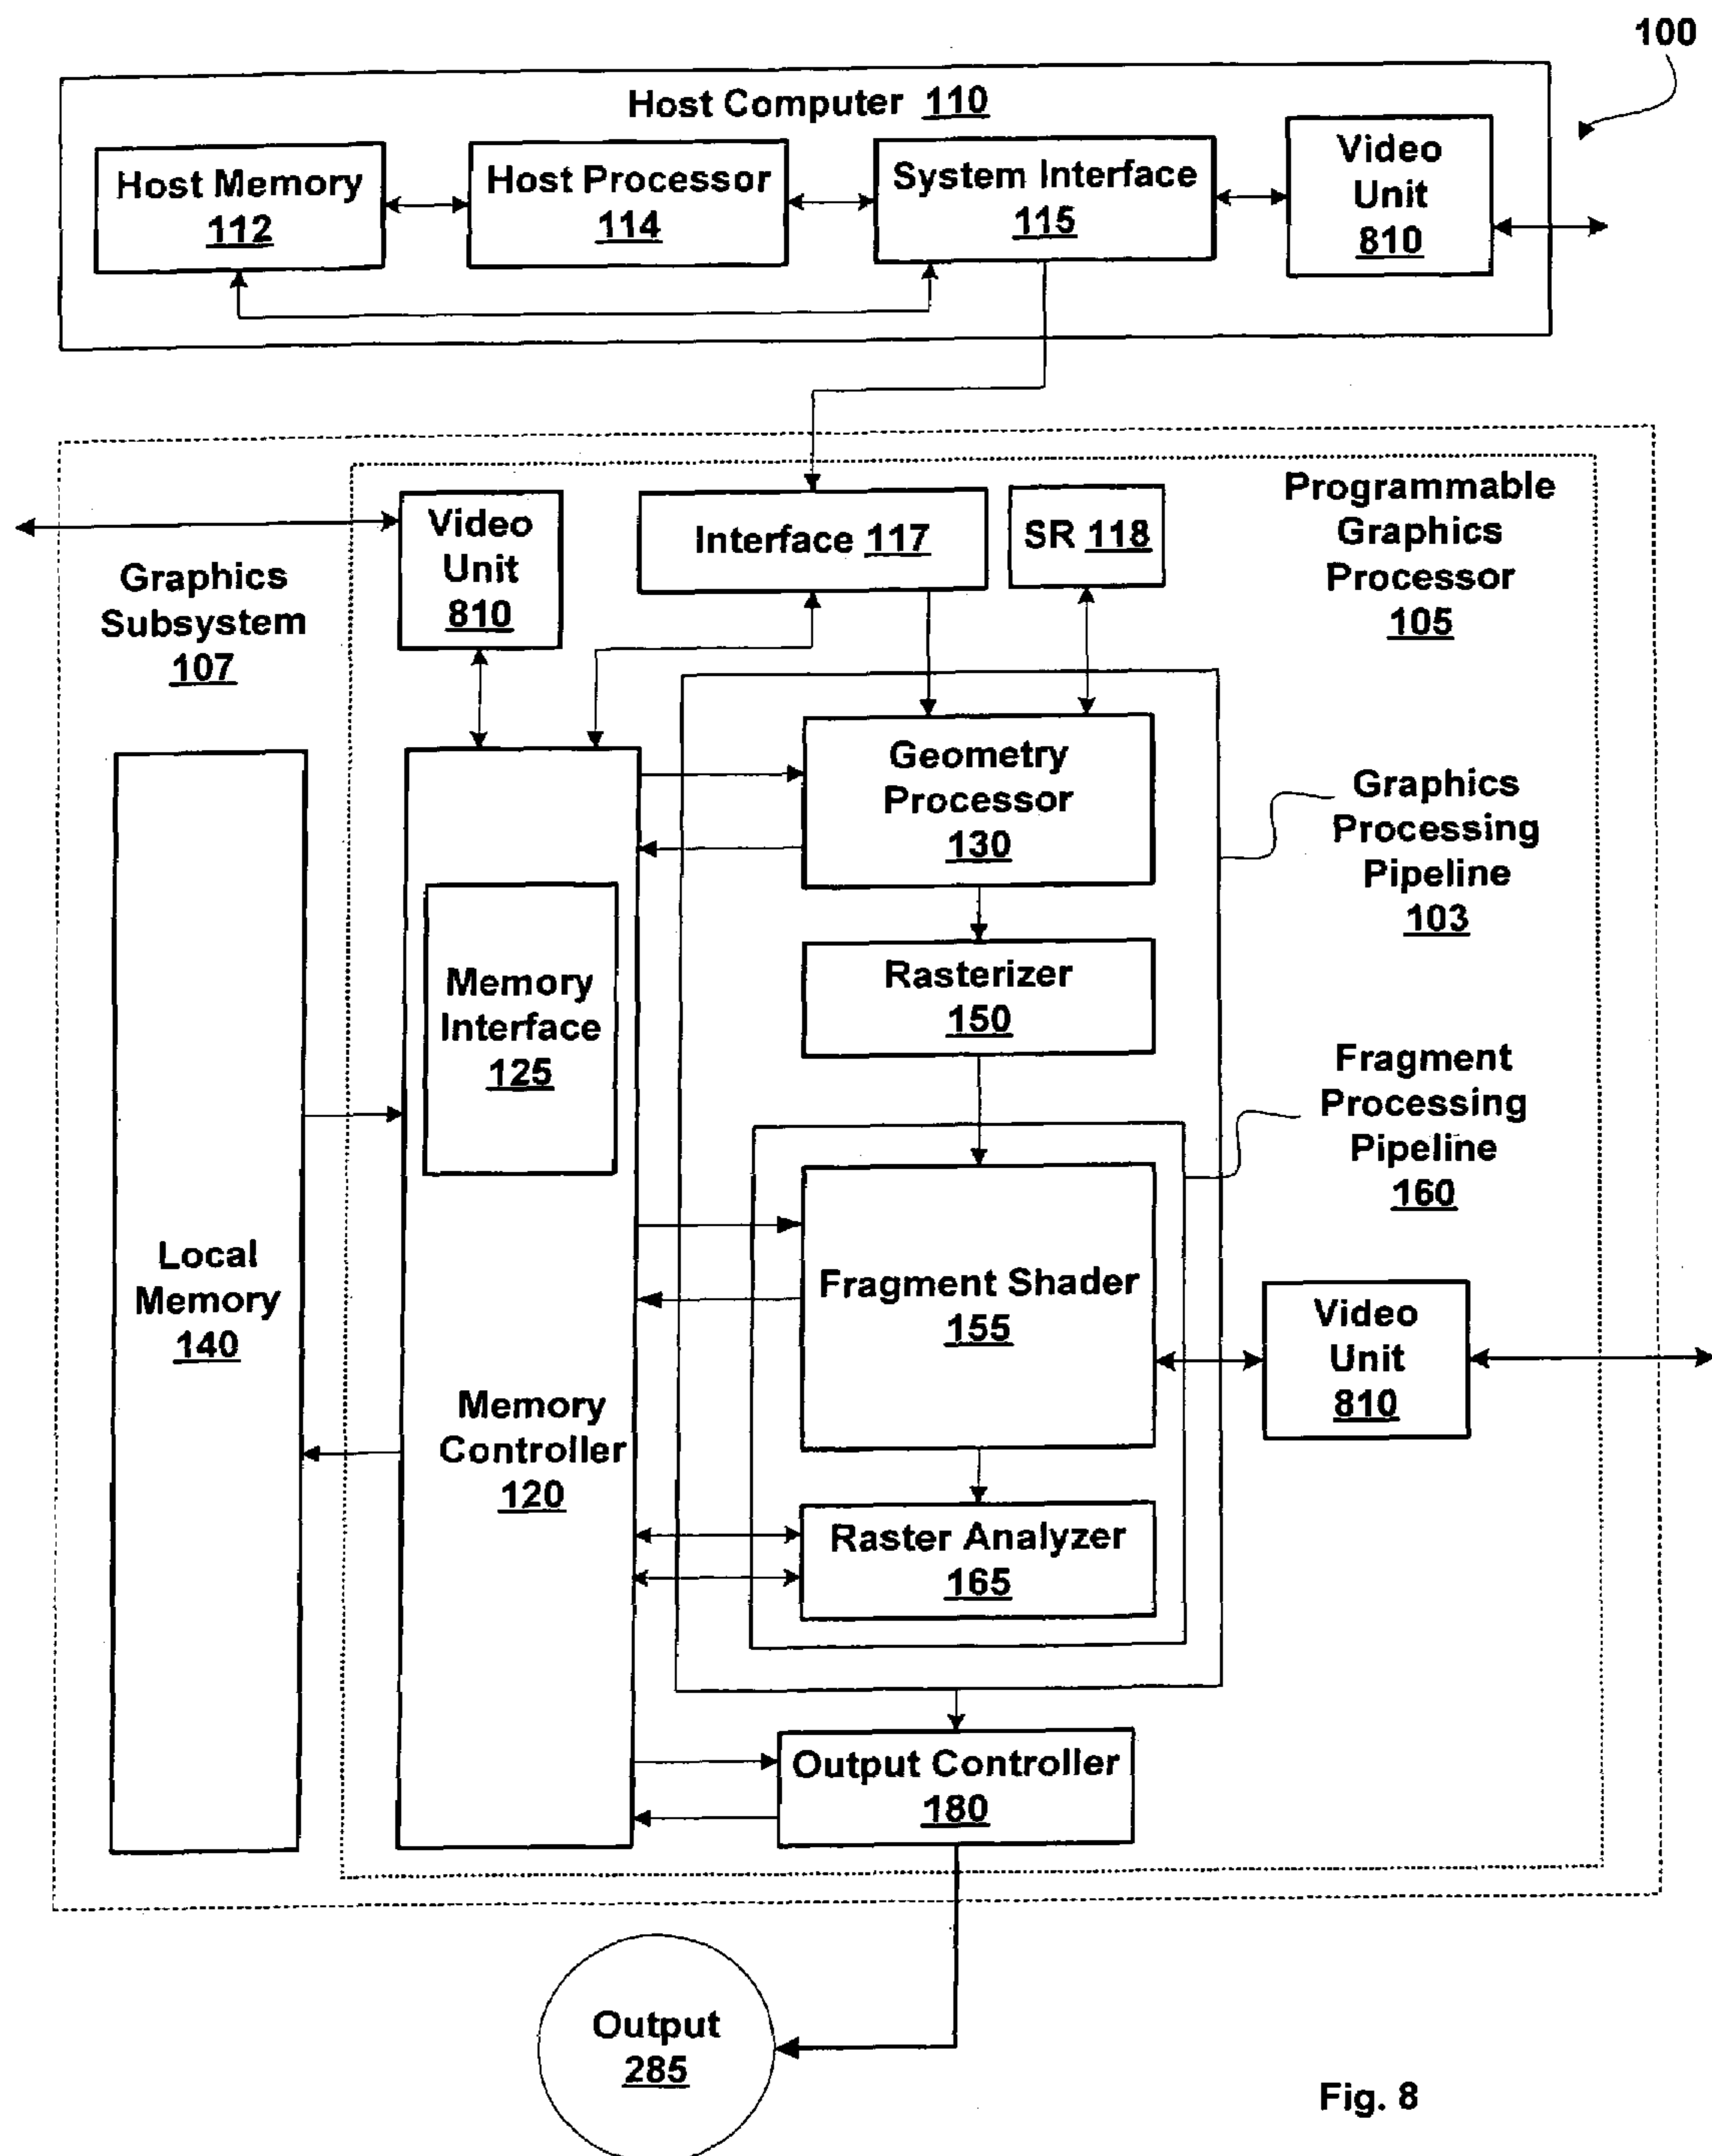 100
Host Computer 110
Host Memory
112
Host Processor
114
System Interface
115
Video
Unit
810
Graphics
Subsystem
107
Video
Unit
810
Interface 117
SR 118
Programmable
Graphics
Processor
105
Geometry
Processor
130
Graphics
Processing
Pipeline
103
Memory
Interface
125
Rasterizer
150
Fragment
Processing
Pipeline
160
Local
Memory
140
Fragment Shader
155
Video
Unit
810
Memory
Controller
120
Raster Analyzer
165
Output Controller
180
Output
285
Fig. 8